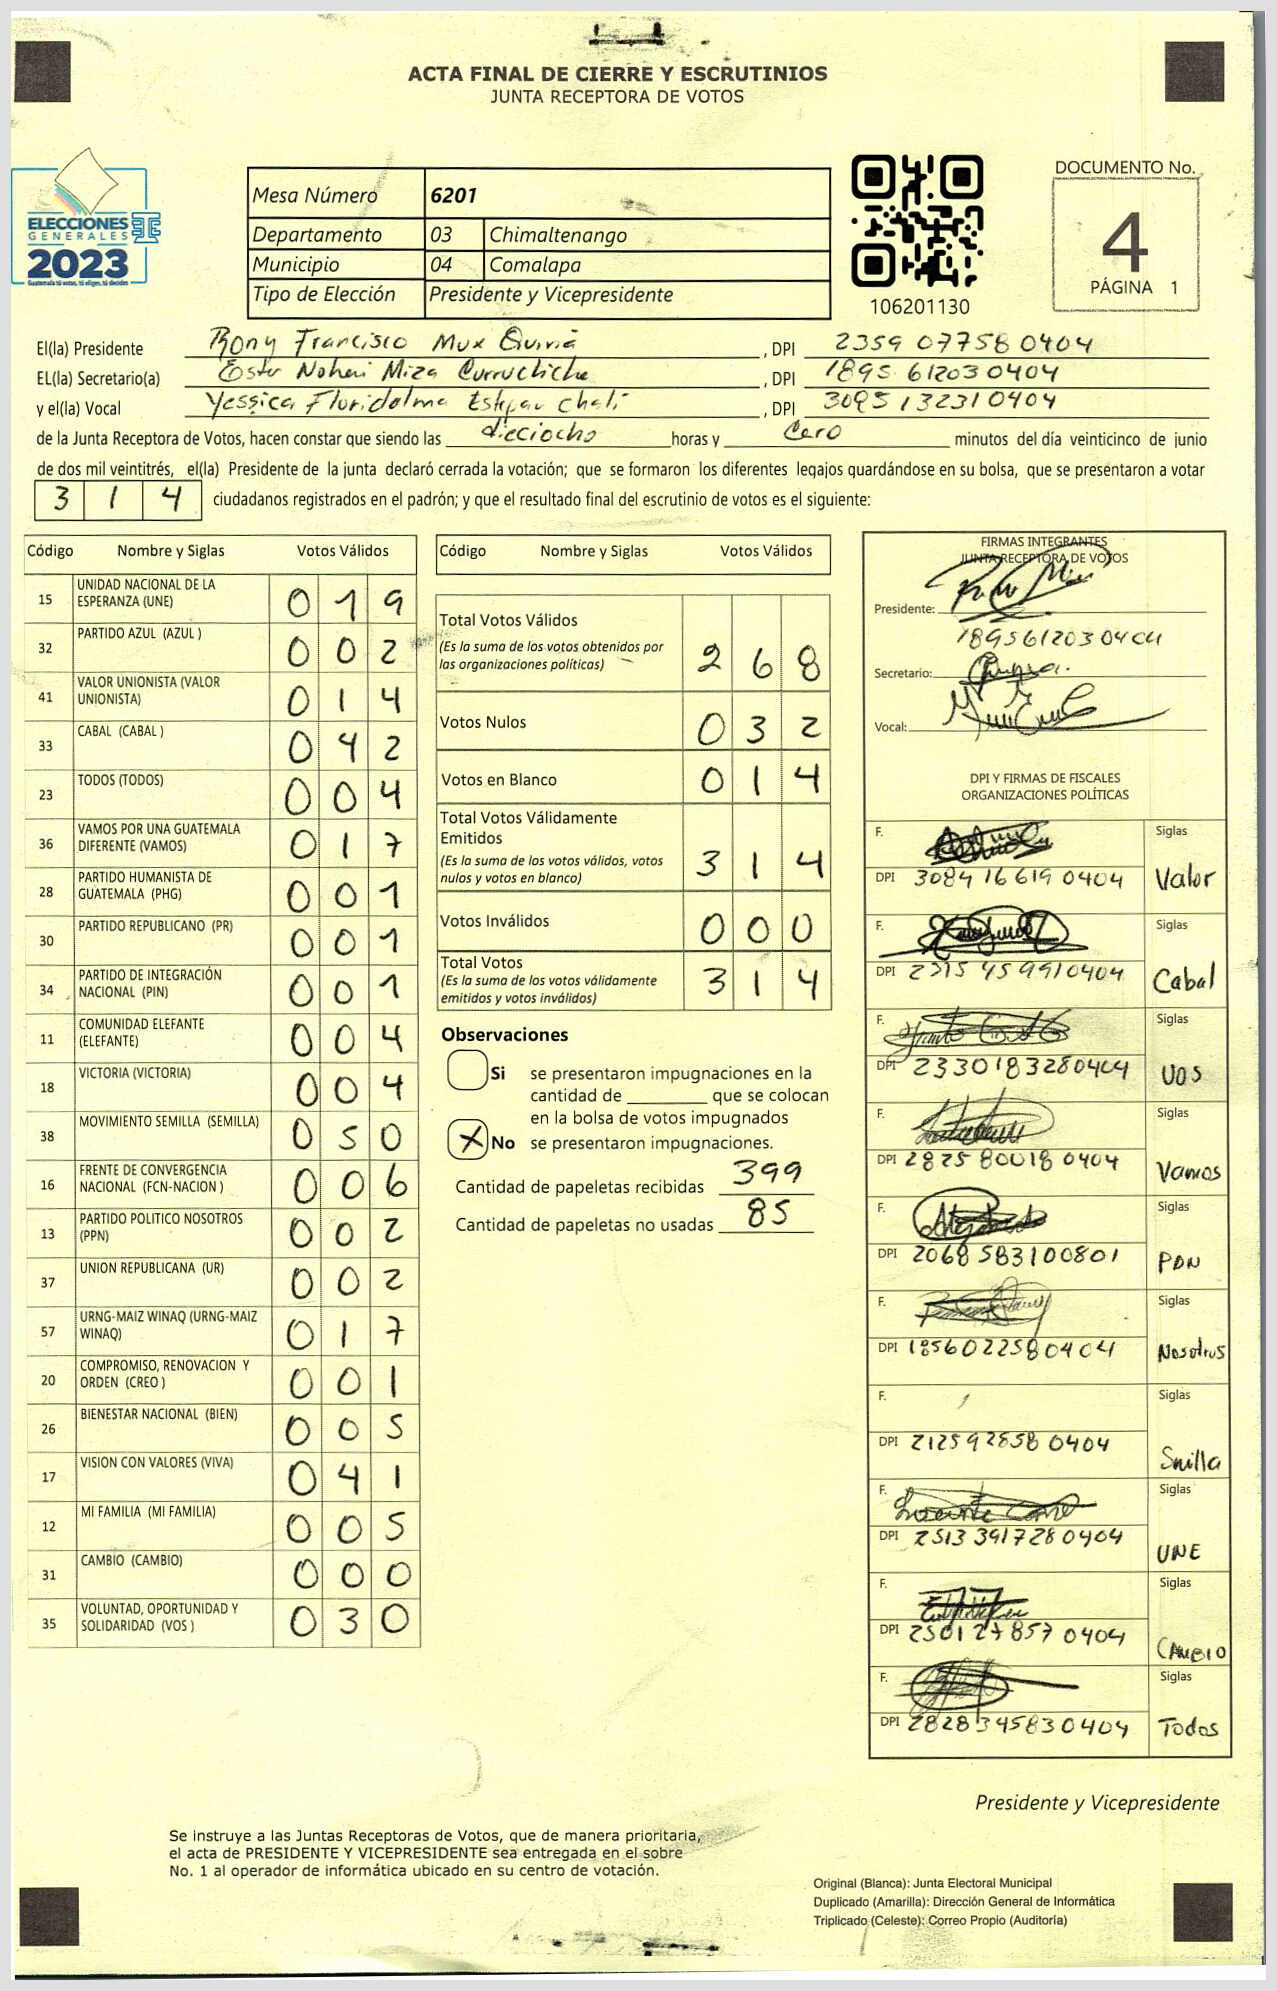 ACTA FINAL DE CIERRE Y ESCRUTINIOS
JUNTA RECEPTORA DE VOTOS
ELECCIONES
GENERALES
2023
Guatemala tú votas, tú eliges, tú decides
Mesa Número 6201
Departamento 03 Chimaltenango
Municipio 04 Comalapa
Tipo de Elección Presidente y Vicepresidente
106201130
DOCUMENTO No.
4
PÁGINA 1
El(la) Presidente Rony Francisco Mux Quiriá , DPI 2359 07758 0404
EL(la) Secretario(a) Ester Noheri Miza Curruchiche , DPI 1895 61203 0404
y el(la) Vocal Yessica Floridalma Estepan Chalí , DPI 3095 13231 0404
de la Junta Receptora de Votos, hacen constar que siendo las dieciocho horas y Cero minutos del día veinticinco de junio
de dos mil veintitrés, el(la) Presidente de la junta declaró cerrada la votación; que se formaron los diferentes legajos quardándose en su bolsa, que se presentaron a votar
3 1 4 ciudadanos registrados en el padrón; y que el resultado final del escrutinio de votos es el siguiente:
Código Nombre y Siglas Votos Válidos
15 UNIDAD NACIONAL DE LA ESPERANZA (UNE) 0 1 9
32 PARTIDO AZUL (AZUL ) 0 0 2
41 VALOR UNIONISTA (VALOR UNIONISTA) 0 1 4
33 CABAL (CABAL ) 0 4 2
23 TODOS (TODOS) 0 0 4
36 VAMOS POR UNA GUATEMALA DIFERENTE (VAMOS) 0 1 7
28 PARTIDO HUMANISTA DE GUATEMALA (PHG) 0 0 1
30 PARTIDO REPUBLICANO (PR) 0 0 1
34 PARTIDO DE INTEGRACIÓN NACIONAL (PIN) 0 0 1
11 COMUNIDAD ELEFANTE (ELEFANTE) 0 0 4
18 VICTORIA (VICTORIA) 0 0 4
38 MOVIMIENTO SEMILLA (SEMILLA) 0 5 0
16 FRENTE DE CONVERGENCIA NACIONAL (FCN-NACION ) 0 0 6
13 PARTIDO POLITICO NOSOTROS (PPN) 0 0 2
37 UNION REPUBLICANA (UR) 0 0 2
57 URNG-MAIZ WINAQ (URNG-MAIZ WINAQ) 0 1 7
20 COMPROMISO, RENOVACION Y ORDEN (CREO ) 0 0 1
26 BIENESTAR NACIONAL (BIEN) 0 0 5
17 VISION CON VALORES (VIVA) 0 4 1
12 MI FAMILIA (MI FAMILIA) 0 0 5
31 CAMBIO (CAMBIO) 0 0 0
35 VOLUNTAD, OPORTUNIDAD Y SOLIDARIDAD (VOS ) 0 3 0
Código Nombre y Siglas Votos Válidos
Total Votos Válidos
(Es la suma de los votos obtenidos por
las organizaciones políticas) 2 6 8
Votos Nulos 0 3 2
Votos en Blanco 0 1 4
Total Votos Válidamente
Emitidos
(Es la suma de los votos válidos, votos
nulos y votos en blanco) 3 1 4
Votos Inválidos 0 0 0
Total Votos
(Es la suma de los votos válidamente
emitidos y votos inválidos) 3 1 4
Observaciones
Si se presentaron impugnaciones en la
cantidad de ________ que se colocan
en la bolsa de votos impugnados
X No se presentaron impugnaciones.
Cantidad de papeletas recibidas 399
Cantidad de papeletas no usadas 85
FIRMAS INTEGRANTES
JUNTA RECEPTORA DE VOTOS
Presidente:
1895612030404
Secretario:
Vocal:
DPI Y FIRMAS DE FISCALES
ORGANIZACIONES POLÍTICAS
F. Siglas
DPI 3084 16619 0404 Valor
F. Siglas
DPI 2315 45991 0404 Cabal
F. Siglas
DPI 2330183280404 VOS
F. Siglas
DPI 2825 80018 0404 Vamos
F. Siglas
DPI 2068 583100801 PDN
F. Siglas
DPI 1856022580404 Nosotros
F. Siglas
DPI 212592858 0404 Smilla
F. Siglas
DPI 2513 391728 0404 UNE
F. Siglas
DPI 250127857 0404 CAMBIO
F. Siglas
DPI 2828345830404 Todos
Presidente y Vicepresidente
Se instruye a las Juntas Receptoras de Votos, que de manera prioritaria,
el acta de PRESIDENTE Y VICEPRESIDENTE sea entregada en el sobre
No. 1 al operador de informática ubicado en su centro de votación.
Original (Blanca): Junta Electoral Municipal
Duplicado (Amarilla): Dirección General de Informática
Triplicado (Celeste): Correo Propio (Auditoría)